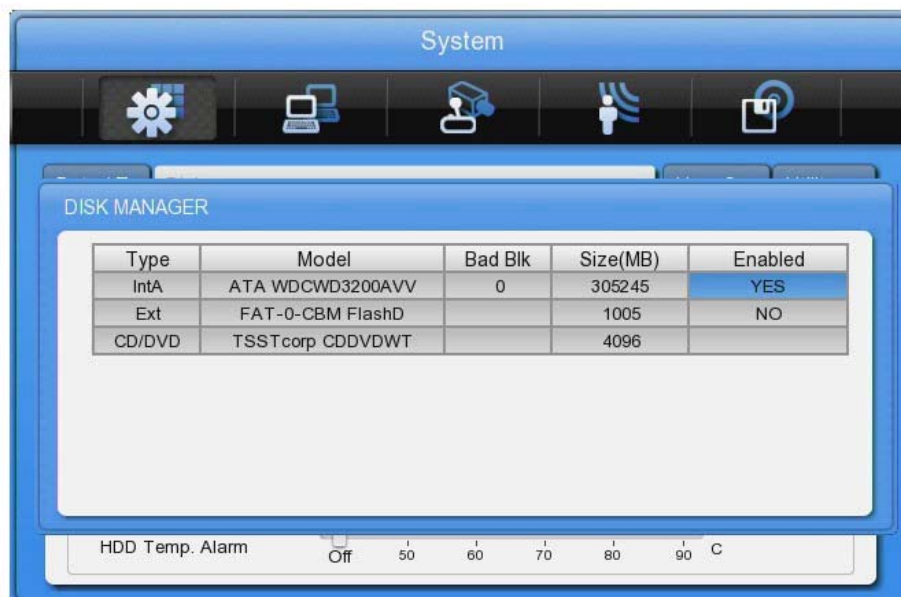 System
DISK MANAGER
Type Model Bad Blk Size(MB) Enabled
IntA ATA WDCWD3200AVV 0 305245 YES
Ext FAT-0-CBM FlashD 1005 NO
CD/DVD TSSTcorp CDDVDWT 4096
HDD Temp. Alarm Off 50 60 70 80 90 C